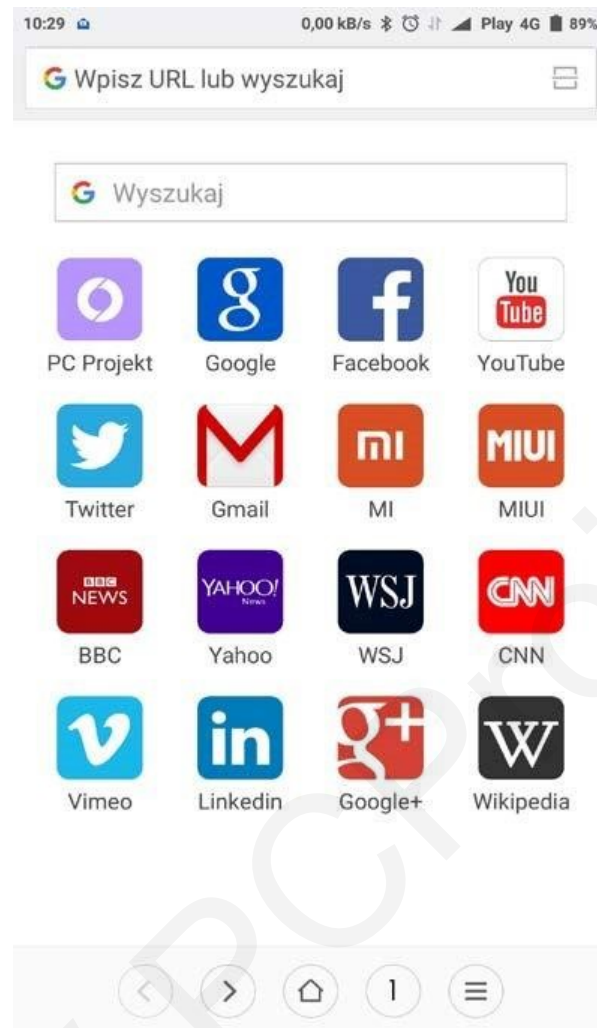 10:29 0,00 kB/s Play 4G 89%
G Wpisz URL lub wyszukaj
G Wyszukaj
g f You Tube
PC Projekt Google Facebook YouTube
M mi MIUI
Twitter Gmail MI MIUI
BBC NEWS YAHOO! News WSJ CNN
BBC Yahoo WSJ CNN
v in g+ W
Vimeo Linkedin Google+ Wikipedia
1